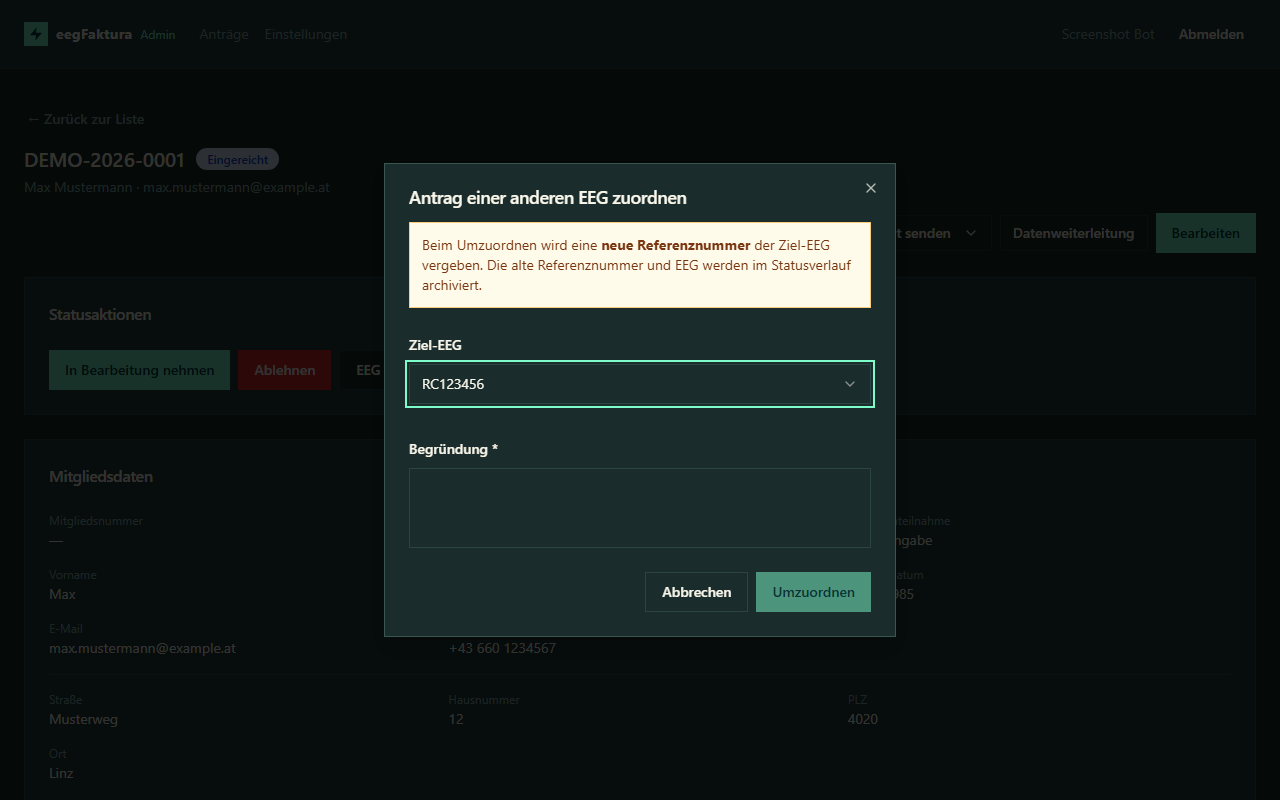 eegFaktura Admin Anträge Einstellungen Screenshot Bot Abmelden
← Zurück zur Liste
DEMO-2026-0001 Eingereicht
Max Mustermann · max.mustermann@example.at
t senden Datenweiterleitung Bearbeiten
Statusaktionen
In Bearbeitung nehmen Ablehnen EEG
Antrag einer anderen EEG zuordnen
Beim Umzuordnen wird eine neue Referenznummer der Ziel-EEG
vergeben. Die alte Referenznummer und EEG werden im Statusverlauf
archiviert.
Ziel-EEG
RC123456
Begründung *
Abbrechen Umzuordnen
Mitgliedsdaten
Mitgliedsnummer
—
Vorname
Max
E-Mail
max.mustermann@example.at +43 660 1234567
Straße Hausnummer PLZ
Musterweg 12 4020
Ort
Linz